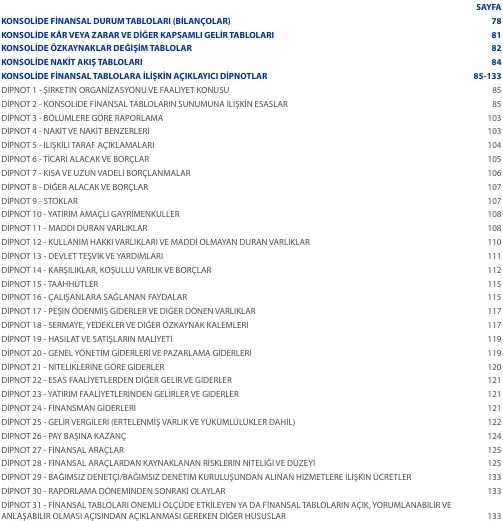 SAYFA
KONSOLİDE FİNANSAL DURUM TABLOLARI (BİLANÇOLAR) 78
KONSOLİDE KÂR VEYA ZARAR VE DİĞER KAPSAMLI GELİR TABLOLARI 81
KONSOLİDE ÖZKAYNAKLAR DEĞİŞİM TABLOLAR 82
KONSOLİDE NAKİT AKIŞ TABLOLARI 84
KONSOLİDE FİNANSAL TABLOLARA İLİŞKİN AÇIKLAYICI DİPNOTLAR 85-133
DİPNOT 1 - ŞİRKETİN ORGANİZASYONU VE FAALİYET KONUSU 85
DİPNOT 2 - KONSOLİDE FİNANSAL TABLOLARIN SUNUMUNA İLİŞKİN ESASLAR 85
DİPNOT 3 - BÖLÜMLERE GÖRE RAPORLAMA 103
DİPNOT 4 - NAKİT VE NAKİT BENZERLERİ 103
DİPNOT 5 - İLİŞKİLİ TARAF AÇIKLAMALARI 104
DİPNOT 6 - TİCARİ ALACAK VE BORÇLAR 105
DİPNOT 7 - KISA VE UZUN VADELİ BORÇLANMALAR 106
DİPNOT 8 - DİĞER ALACAK VE BORÇLAR 107
DİPNOT 9 - STOKLAR 107
DİPNOT 10 - YATIRIM AMAÇLI GAYRİMENKULLER 108
DİPNOT 11 - MADDİ DURAN VARLIKLAR 108
DİPNOT 12 - KULLANIM HAKKI VARLIKLARI VE MADDİ OLMAYAN DURAN VARLIKLAR 110
DİPNOT 13 - DEVLET TEŞVİK VE YARDIMLARI 111
DİPNOT 14 - KARŞILIKLAR, KOŞULLU VARLIK VE BORÇLAR 112
DİPNOT 15 - TAAHHÜTLER 115
DİPNOT 16 - ÇALIŞANLARA SAĞLANAN FAYDALAR 115
DİPNOT 17 - PEŞİN ÖDENMİŞ GİDERLER VE DİĞER DÖNEN VARLIKLAR 117
DİPNOT 18 - SERMAYE, YEDEKLER VE DİĞER ÖZKAYNAK KALEMLERİ 117
DİPNOT 19 - HASILAT VE SATIŞLARIN MALİYETİ 119
DİPNOT 20 - GENEL YÖNETİM GİDERLERİ VE PAZARLAMA GİDERLERİ 119
DİPNOT 21 - NİTELİKLERİNE GÖRE GİDERLER 120
DİPNOT 22 - ESAS FAALİYETLERDEN DİĞER GELİR VE GİDERLER 121
DİPNOT 23 - YATIRIM FAALİYETLERİNDEN GELİRLER VE GİDERLER 121
DİPNOT 24 - FİNANSMAN GİDERLERİ 121
DİPNOT 25 - GELİR VERGİLERİ (ERTELENMİŞ VARLIK VE YÜKÜMLÜLÜKLER DAHİL) 122
DİPNOT 26 - PAY BAŞINA KAZANÇ 124
DİPNOT 27 - FİNANSAL ARAÇLAR 125
DİPNOT 28 - FİNANSAL ARAÇLARDAN KAYNAKLANAN RİSKLERİN NİTELİĞİ VE DÜZEYİ 125
DİPNOT 29 - BAĞIMSIZ DENETÇİ/BAĞIMSIZ DENETİM KURULUŞUNDAN ALINAN HİZMETLERE İLİŞKİN ÜCRETLER 133
DİPNOT 30 - RAPORLAMA DÖNEMİNDEN SONRAKİ OLAYLAR 133
DİPNOT 31 - FİNANSAL TABLOLARI ÖNEMLİ ÖLÇÜDE ETKİLEYEN YA DA FİNANSAL TABLOLARIN AÇIK, YORUMLANABİLİR VE
ANLAŞABİLİR OLMASI AÇISINDAN AÇIKLANMASI GEREKEN DİĞER HUSUSLAR 133